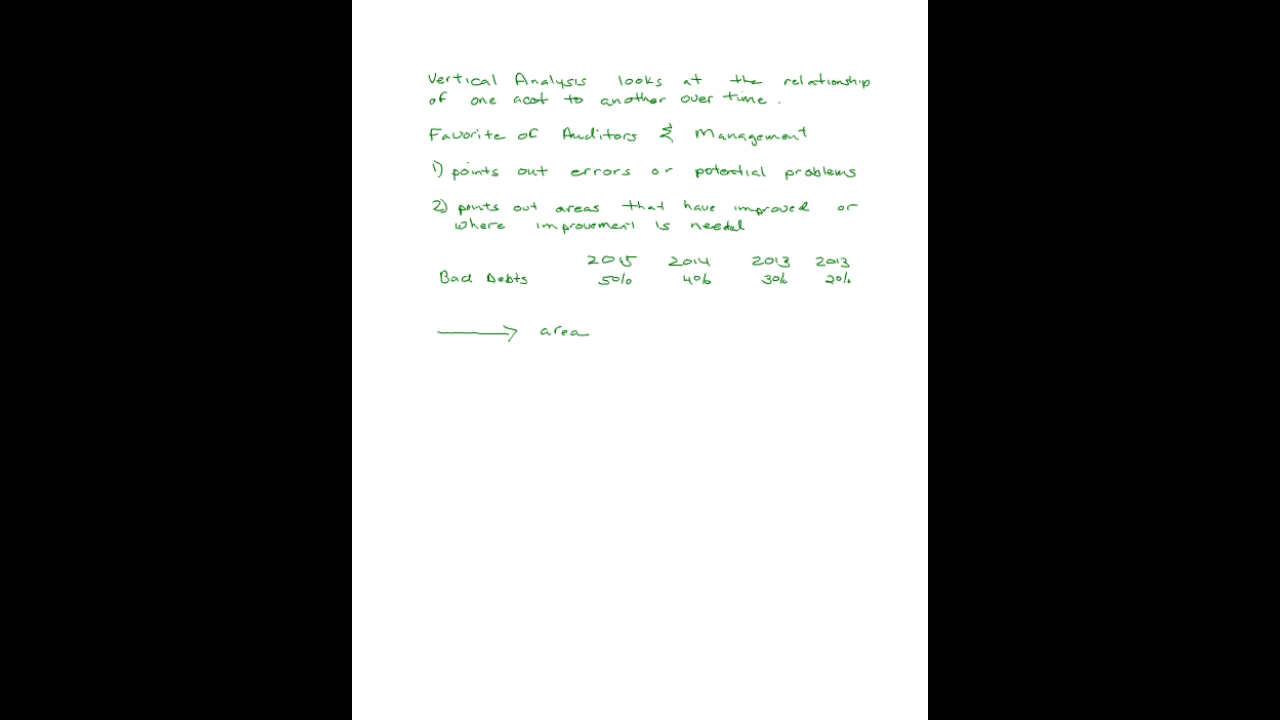 Vertical Analysis looks at the relationship
of one acct to another over time.
Favorite of Auditors & Management
1) points out errors or potential problems
2) points out areas that have improved or
where improvement is needed
2015 2014 2013 2013
Bad Debts 50% 40% 30% 20%
→ area